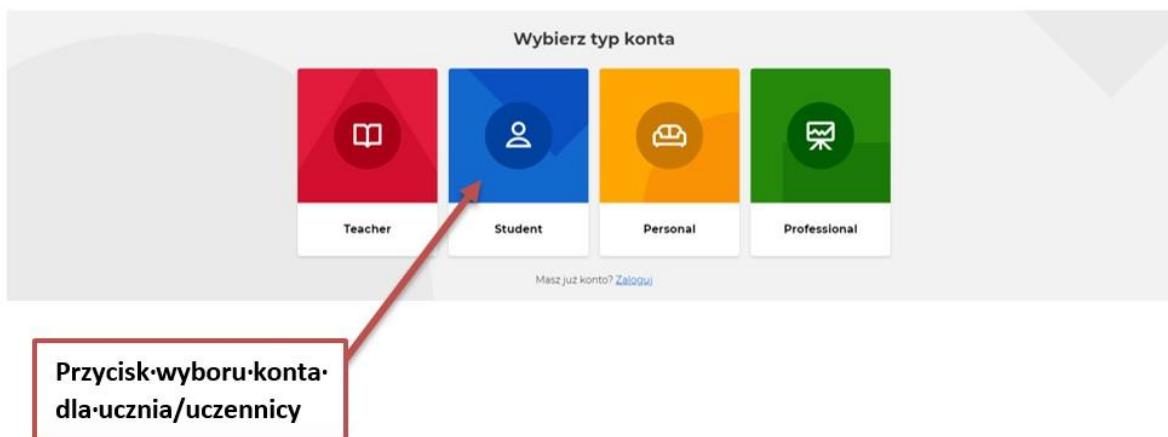 Wybierz typ konta
Teacher
Student
Personal
Professional
Masz już konto? Zaloguj
Przycisk·wyboru·konta·
dla·ucznia/uczennicy